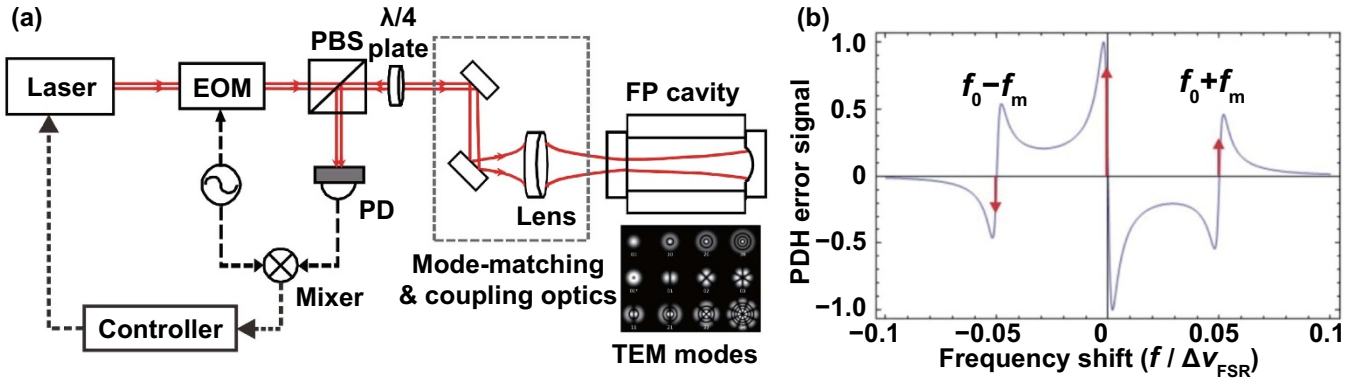 (a)
Laser
EOM
PBS
λ/4
plate
PD
Mixer
Controller
Lens
Mode-matching
& coupling optics
FP cavity
TEM modes
(b)
PDH error signal
1.0
0.5
0
−0.5
−1.0
f₀−fₘ
f₀+fₘ
−0.1
−0.05
0
0.05
0.1
Frequency shift (f / Δν_FSR)